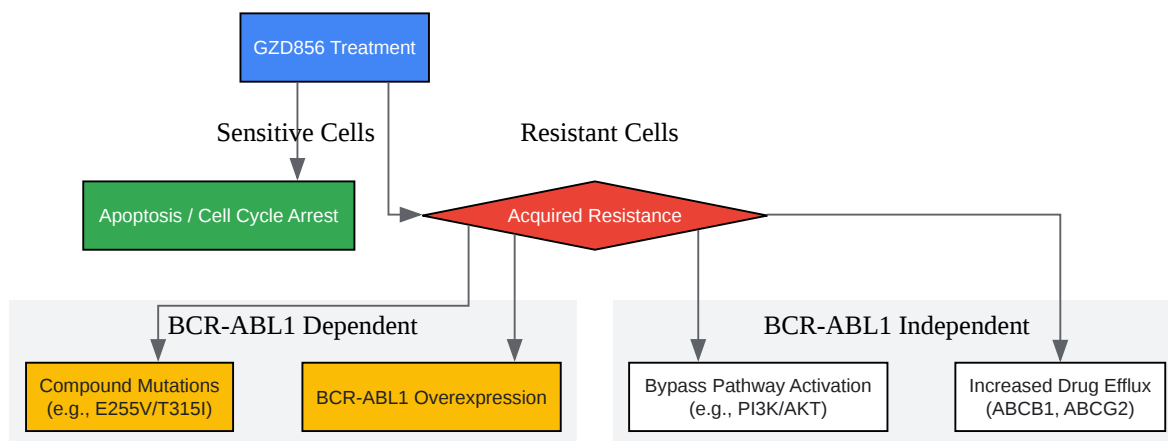 GZD856 Treatment
Sensitive Cells
Resistant Cells
Apoptosis / Cell Cycle Arrest
Acquired Resistance
BCR-ABL1 Dependent
Compound Mutations
(e.g., E255V/T315I)
BCR-ABL1 Overexpression
BCR-ABL1 Independent
Bypass Pathway Activation
(e.g., PI3K/AKT)
Increased Drug Efflux
(ABCB1, ABCG2)